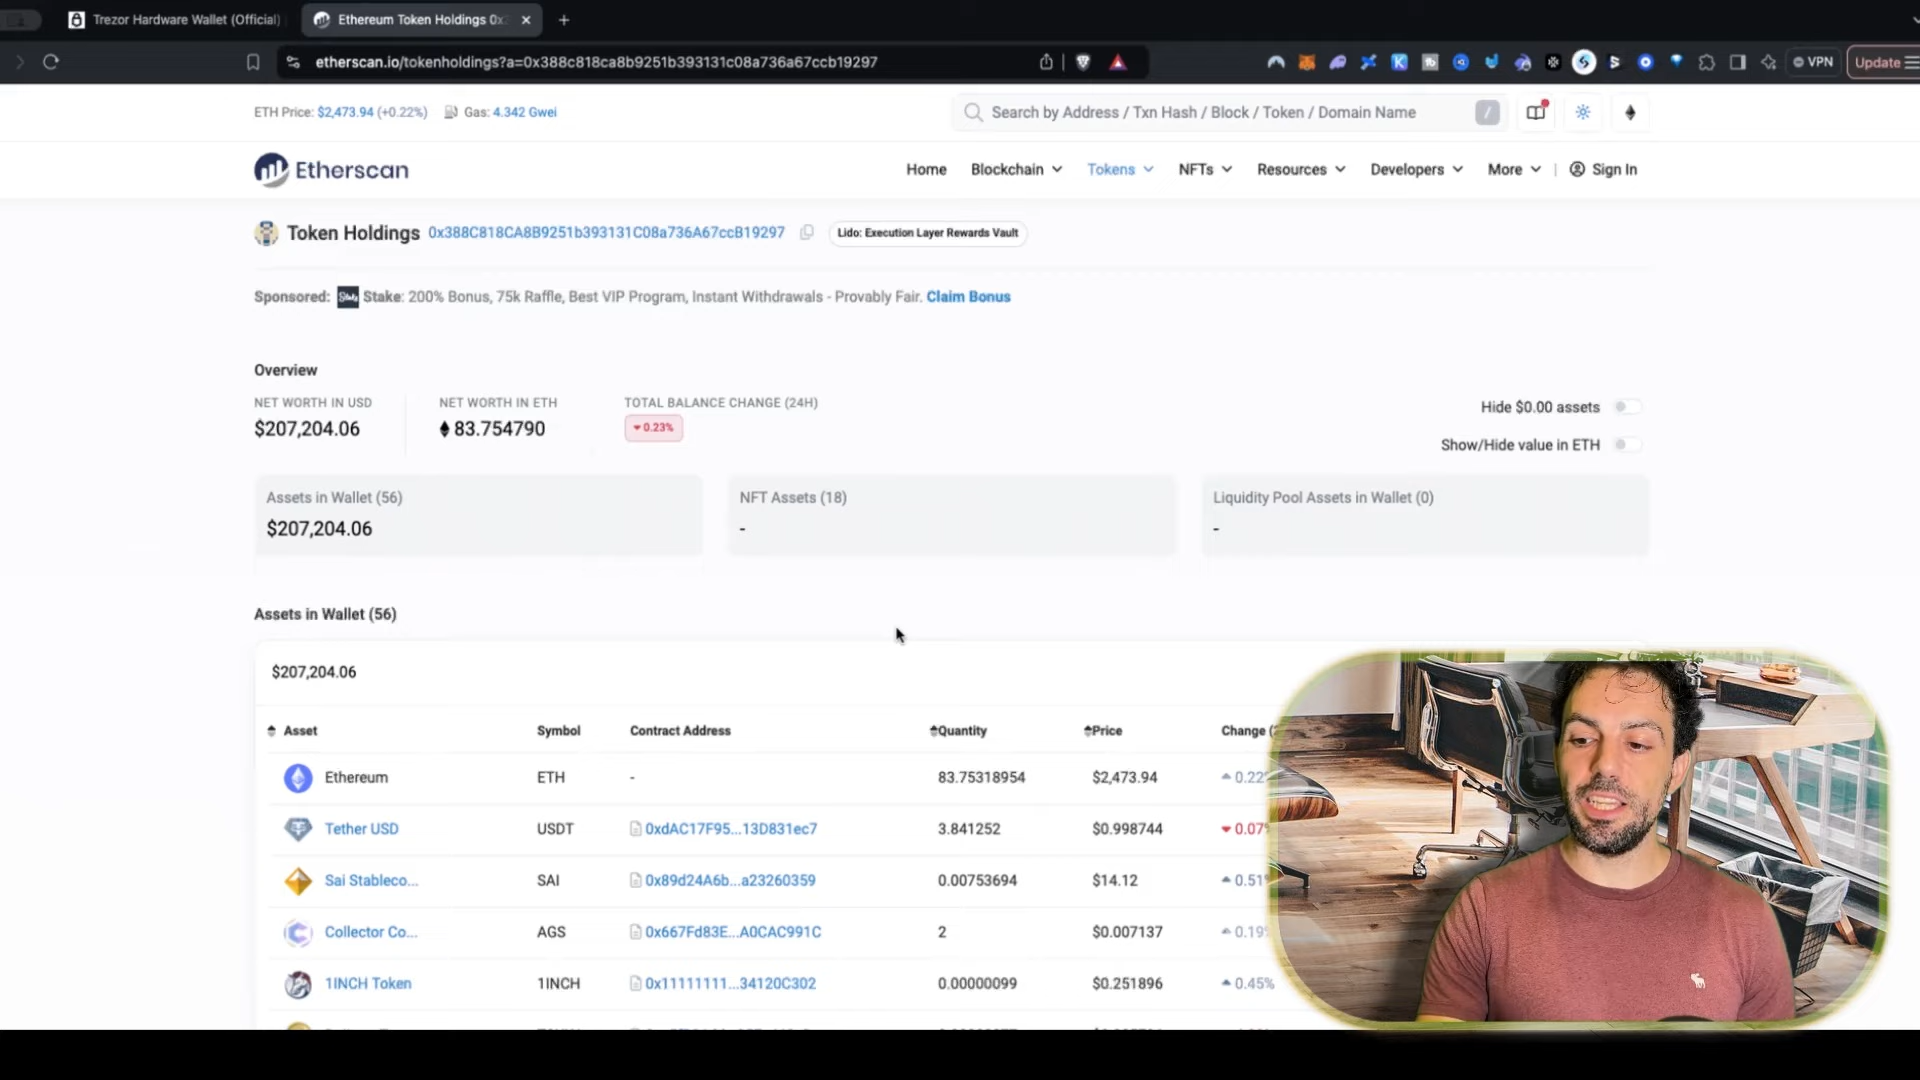 Trezor Hardware Wallet (Official)
Ethereum Token Holdings 0x
etherscan.io/tokenholdings?a=0x388c818ca8b9251b393131c08a736a67ccb19297
VPN
Update
ETH Price: $2,473.94 (+0.22%)
Gas: 4.342 Gwei
Search by Address / Txn Hash / Block / Token / Domain Name
/
Etherscan
Home
Blockchain
Tokens
NFTs
Resources
Developers
More
Sign In
Token Holdings 0x388C818CA8B9251b393131C08a736A67ccB19297
Lido: Execution Layer Rewards Vault
Sponsored: Stake: 200% Bonus, 75k Raffle, Best VIP Program, Instant Withdrawals - Provably Fair. Claim Bonus
Overview
NET WORTH IN USD
$207,204.06
NET WORTH IN ETH
83.754790
TOTAL BALANCE CHANGE (24H)
0.23%
Hide $0.00 assets
Show/Hide value in ETH
Assets in Wallet (56)
$207,204.06
NFT Assets (18)
-
Liquidity Pool Assets in Wallet (0)
-
Assets in Wallet (56)
$207,204.06
Asset Symbol Contract Address Quantity Price Change (
Ethereum ETH - 83.75318954 $2,473.94 0.22%
Tether USD USDT 0xdAC17F95...13D831ec7 3.841252 $0.998744 0.07%
Sai Stableco... SAI 0x89d24A6b...a23260359 0.00753694 $14.12 0.51%
Collector Co... AGS 0x667Fd83E...A0CAC991C 2 $0.007137 0.19%
1INCH Token 1INCH 0x11111111...34120C302 0.00000099 $0.251896 0.45%